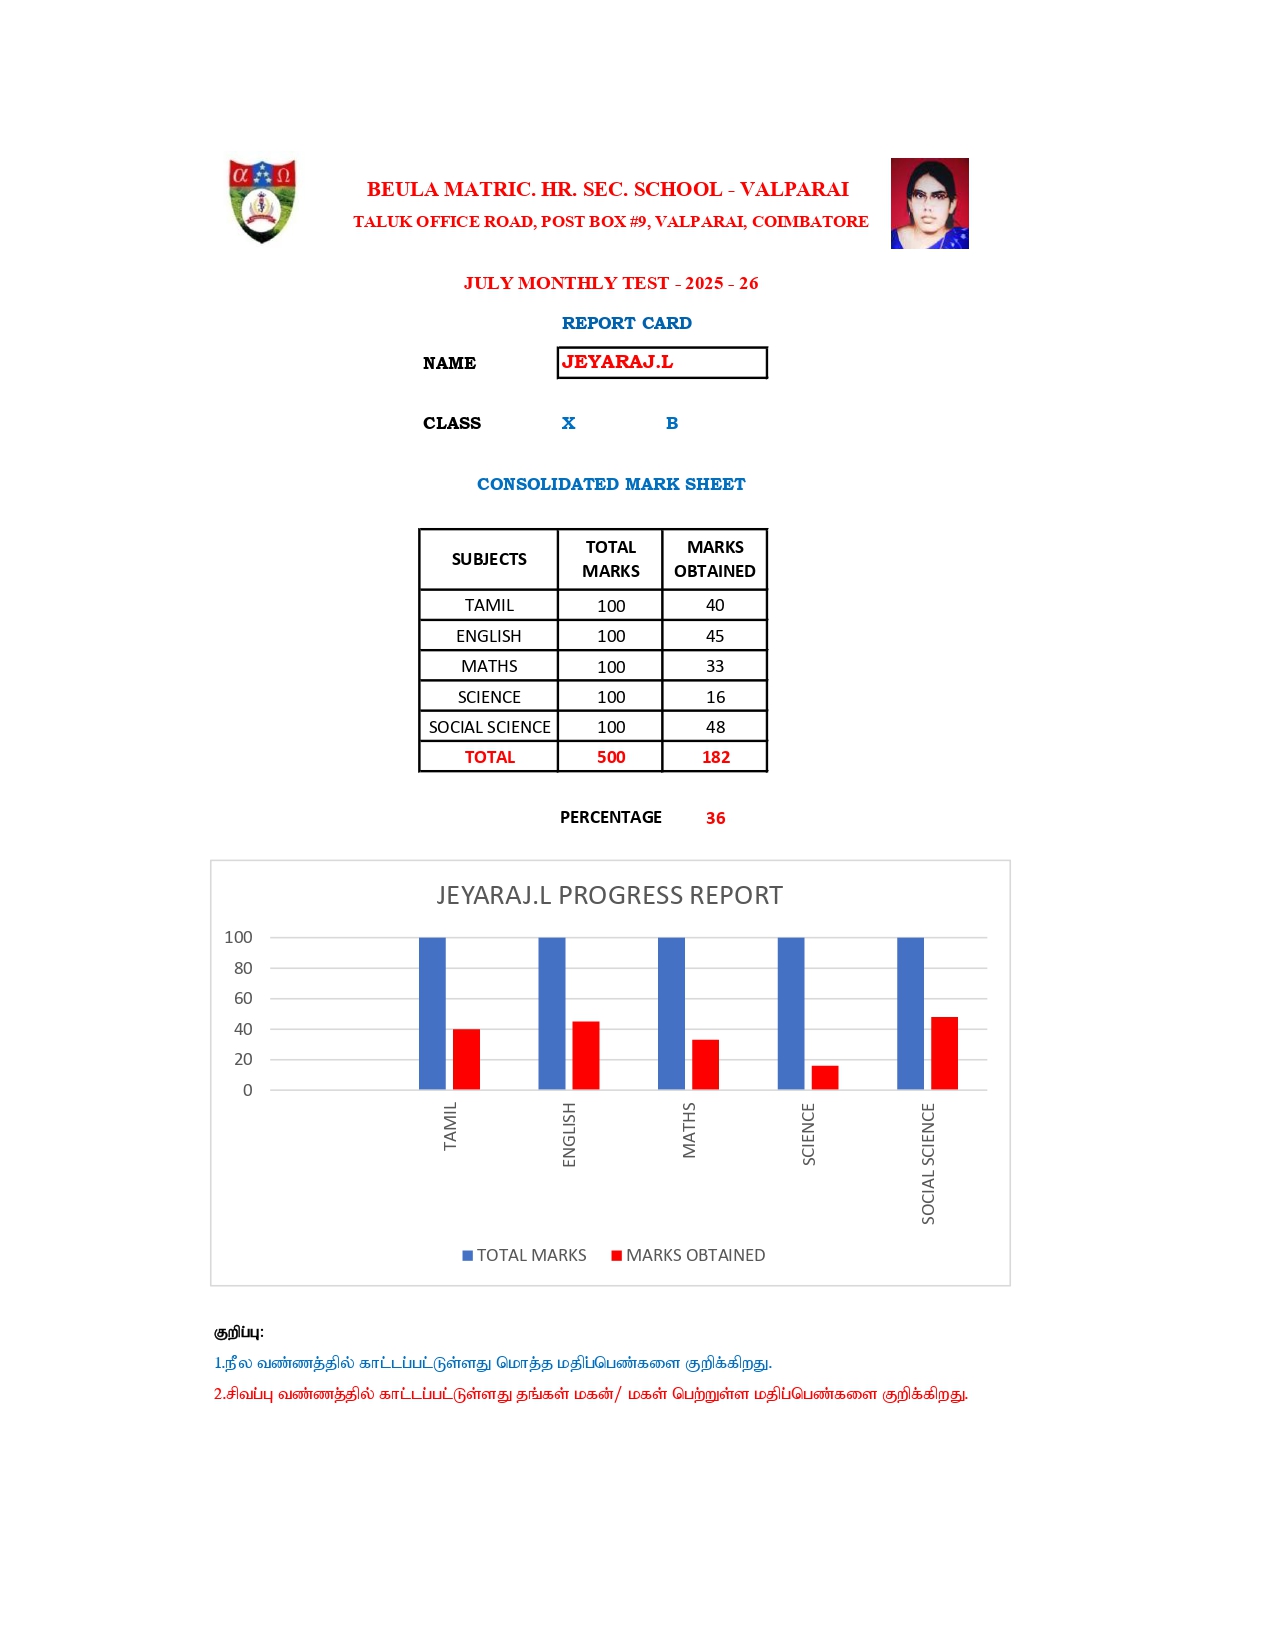 α Ω
BEULA MATRIC. HR. SEC. SCHOOL - VALPARAI
TALUK OFFICE ROAD, POST BOX #9, VALPARAI, COIMBATORE
JULY MONTHLY TEST - 2025 - 26
REPORT CARD
NAME JEYARAJ.L
CLASS X B
CONSOLIDATED MARK SHEET
SUBJECTS TOTAL MARKS MARKS OBTAINED
TAMIL 100 40
ENGLISH 100 45
MATHS 100 33
SCIENCE 100 16
SOCIAL SCIENCE 100 48
TOTAL 500 182
PERCENTAGE 36
JEYARAJ.L PROGRESS REPORT
100
80
60
40
20
0
TAMIL
ENGLISH
MATHS
SCIENCE
SOCIAL SCIENCE
TOTAL MARKS MARKS OBTAINED
குறிப்பு:
1.நீல வண்ணத்தில் காட்டப்பட்டுள்ளது மொத்த மதிப்பெண்களை குறிக்கிறது.
2.சிவப்பு வண்ணத்தில் காட்டப்பட்டுள்ளது தங்கள் மகன்/ மகள் பெற்றுள்ள மதிப்பெண்களை குறிக்கிறது.